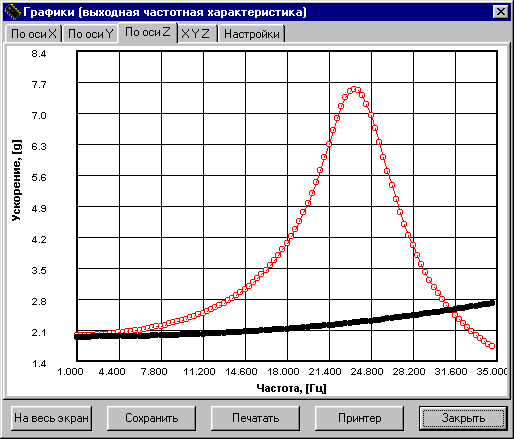 Графики (выходная частотная характеристика)
По оси X По оси Y По оси Z X Y Z Настройки
8.4
7.7
7.0
6.3
5.6
4.9
4.2
3.5
2.8
2.1
1.4
Ускорение, [g]
1.000 4.400 7.800 11.200 14.600 18.000 21.400 24.800 28.200 31.600 35.000
Частота, [Гц]
На весь экран Сохранить Печатать Принтер Закрыть